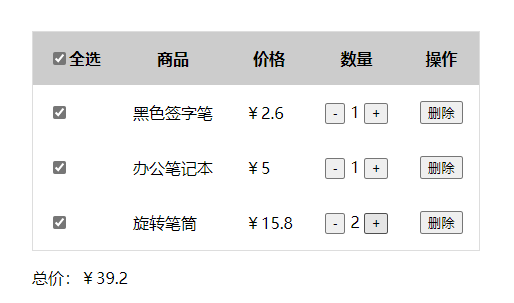 全选 商品 价格 数量 操作
黑色签字笔 ¥2.6 - 1 + 删除
办公笔记本 ¥5 - 1 + 删除
旋转笔筒 ¥15.8 - 2 + 删除
总价：¥39.2